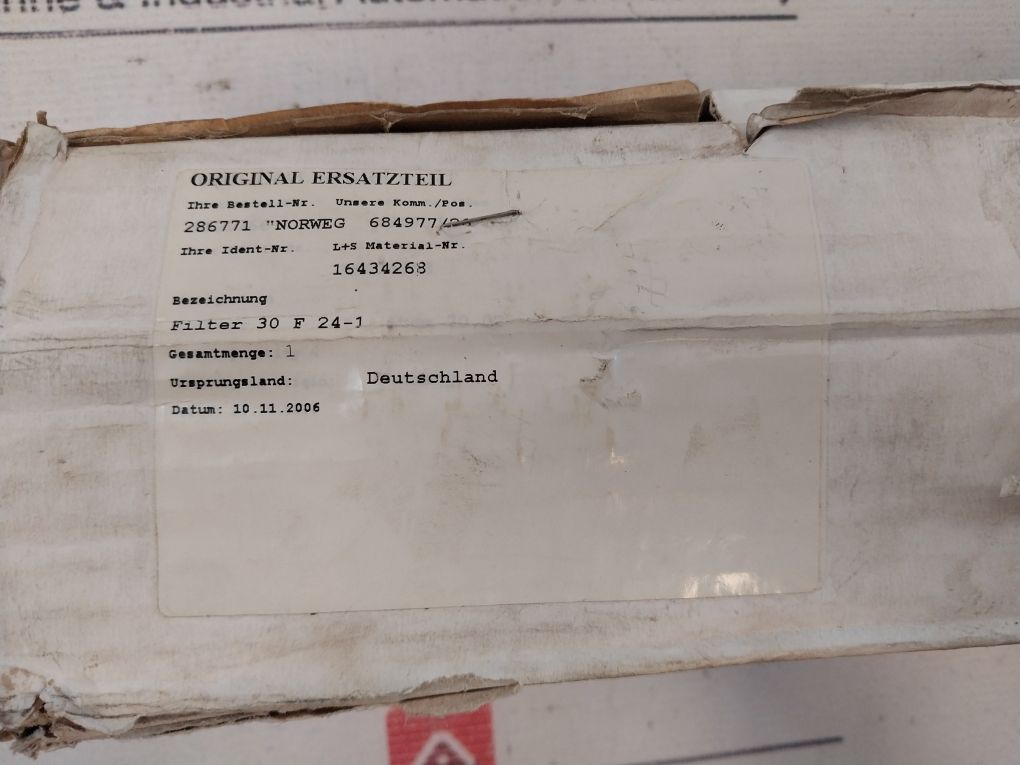 ORIGINAL ERSATZTEIL
Ihre Bestell-Nr. Unsere Komm./Pos.
286771 "NORWEG 684977/
Ihre Ident-Nr. L+S Material-Nr.
16434268
Bezeichnung
Filter 30 F 24-1
Gesamtmenge: 1
Ursprungsland: Deutschland
Datum: 10.11.2006